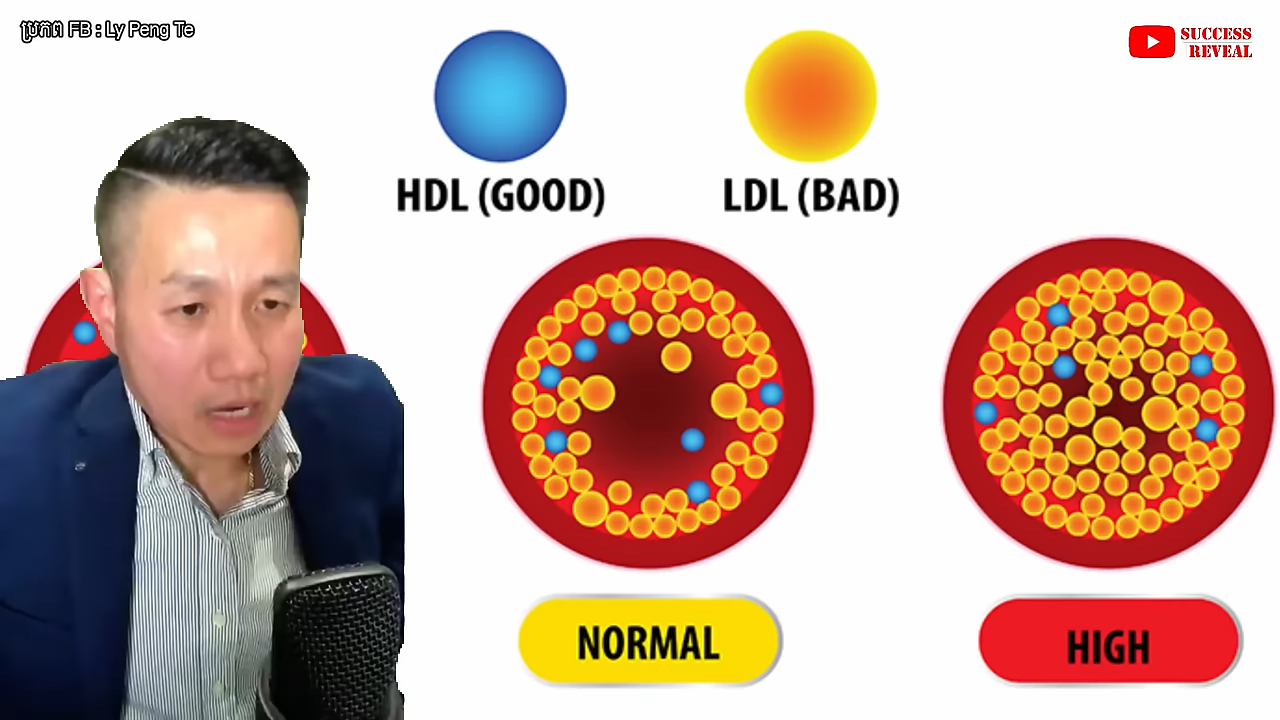 ប្រភព FB : Ly Peng Te
SUCCESS
REVEAL
HDL (GOOD)
LDL (BAD)
NORMAL
HIGH